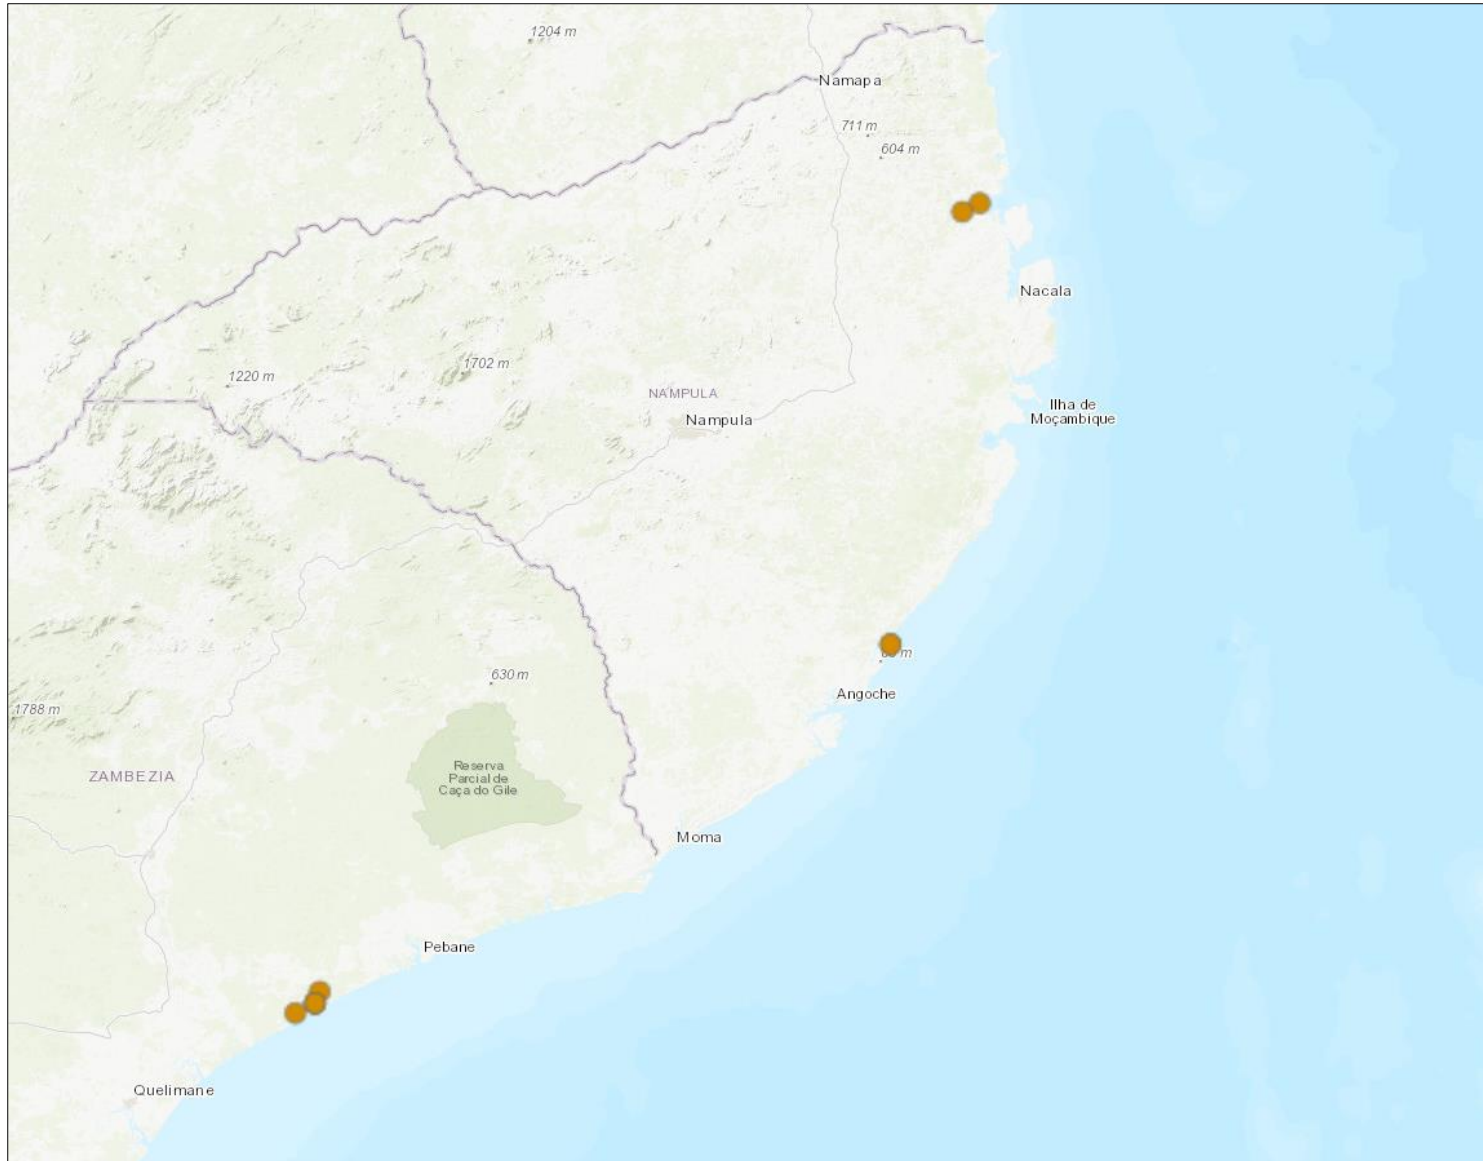 1204 m
Namapa
711 m
604 m
Nacala
1702 m
1220 m
NAMPULA
Nampula
Ilha de
Moçambique
m
630 m
Angoche
1788 m
Reserva
Parcial de
Caça do Gile
ZAMBEZIA
Moma
Pebane
Quelimane